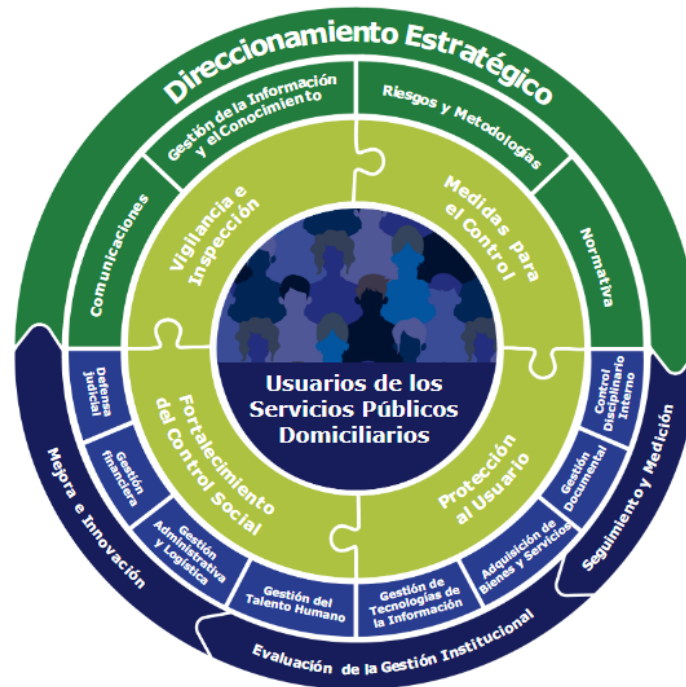 Direccionamiento Estratégico
Comunicaciones
Gestión de la Información
y el Conocimiento
Riesgos y Metodologías
Normativa
Vigilancia e
Inspección
Medidas para
el Control
Usuarios de los
Servicios Públicos
Domiciliarios
Fortalecimiento
del Control Social
Protección
al Usuario
Defensa
judicial
Gestión
financiera
Gestión
Administrativa
y Logística
Gestión del
Talento Humano
Gestión de
Tecnologías de
la Información
Adquisición de
Bienes y Servicios
Gestión
Documental
Control
Disciplinario
Interno
Mejora e Innovación
Evaluación de la Gestión Institucional
Seguimiento y Medición